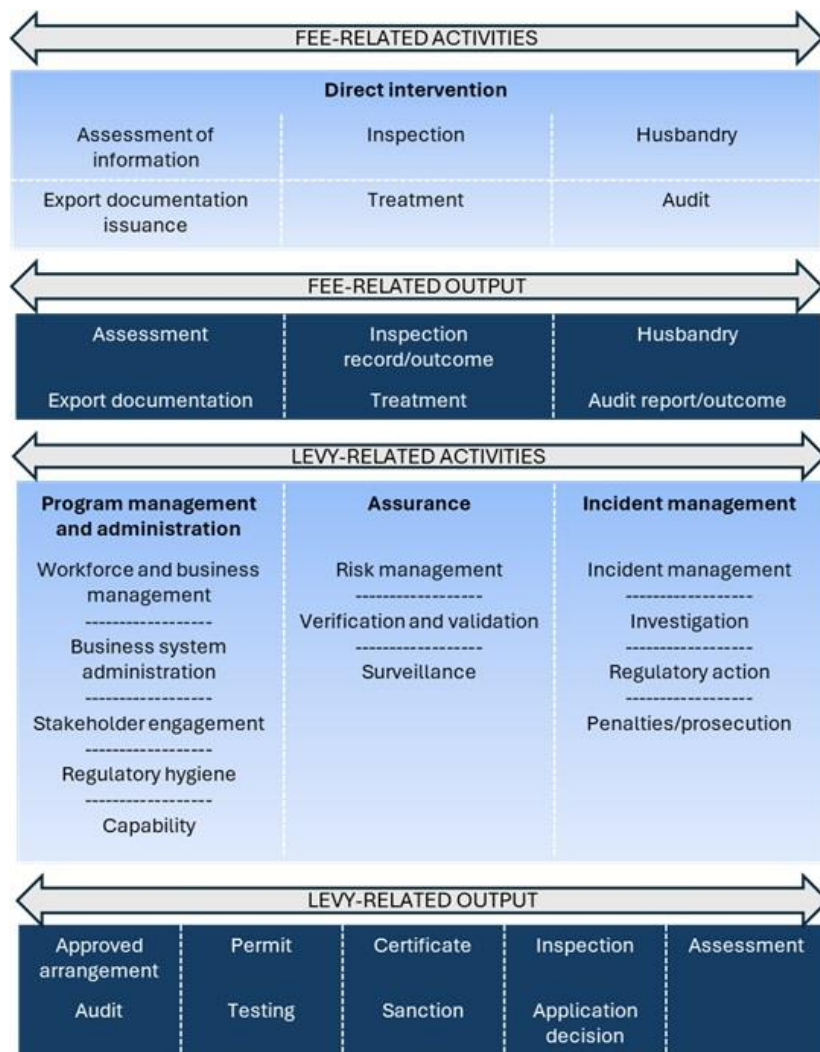 FEE-RELATED ACTIVITIES
Direct intervention
Assessment of
information
Inspection
Husbandry
Export documentation
issuance
Treatment
Audit
FEE-RELATED OUTPUT
Assessment
Inspection
record/outcome
Husbandry
Export documentation
Treatment
Audit report/outcome
LEVY-RELATED ACTIVITIES
Program management
and administration
Workforce and business
management
------------------
Business system
administration
------------------
Stakeholder engagement
------------------
Regulatory hygiene
------------------
Capability
Assurance
Risk management
------------------
Verification and validation
------------------
Surveillance
Incident management
Incident management
------------------
Investigation
------------------
Regulatory action
------------------
Penalties/prosecution
LEVY-RELATED OUTPUT
Approved
arrangement
Permit
Certificate
Inspection
Assessment
Audit
Testing
Sanction
Application
decision